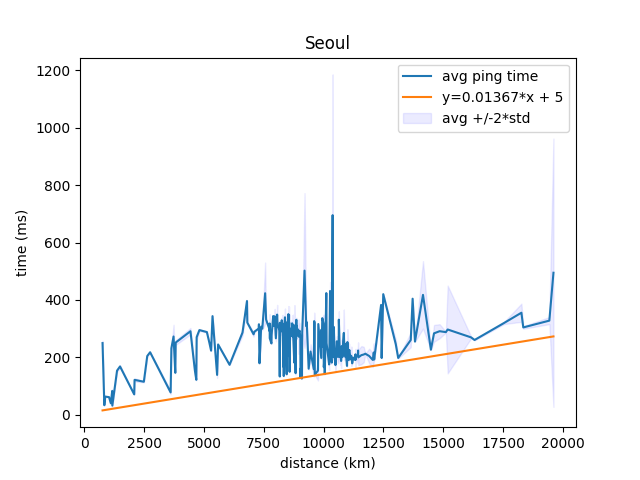 Seoul
avg ping time
y=0.01367*x + 5
avg +/-2*std
time (ms)
1200
1000
800
600
400
200
0
0 2500 5000 7500 10000 12500 15000 17500 20000
distance (km)